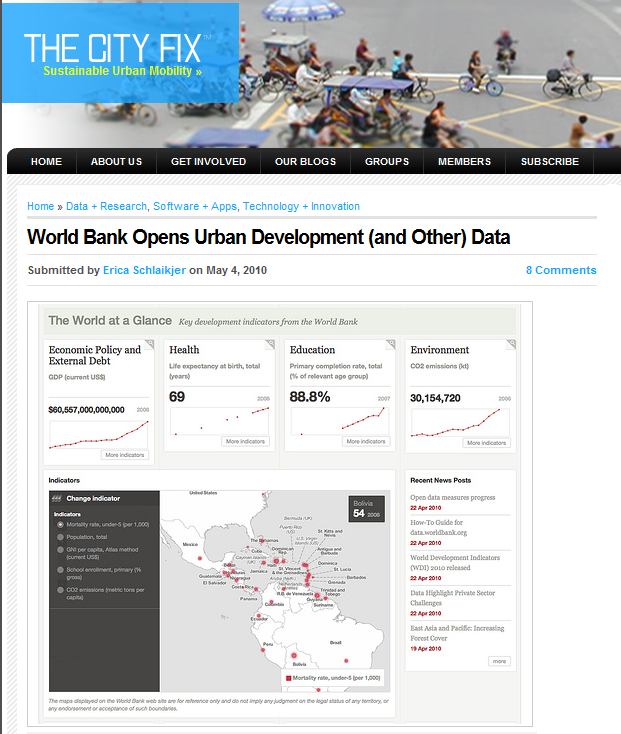 THE CITY FIX™
Sustainable Urban Mobility »
HOME ABOUT US GET INVOLVED OUR BLOGS GROUPS MEMBERS SUBSCRIBE
Home » Data + Research, Software + Apps, Technology + Innovation
World Bank Opens Urban Development (and Other) Data
Submitted by Erica Schlaikjer on May 4, 2010
8 Comments
The World at a Glance Key development indicators from the World Bank
Economic Policy and
External Debt
GDP (current US$)
$60,557,000,000,000 2008
More indicators
Health
Life expectancy at birth, total
(years)
69 2008
More indicators
Education
Primary completion rate, total
(% of relevant age group)
88.8% 2007
More indicators
Environment
CO2 emissions (kt)
30,154,720 2006
More indicators
Indicators
Change indicator
Indicators
Mortality rate, under-5 (per 1,000)
Population, total
GNI per capita, Atlas method
(current US$)
School enrollment, primary (%
gross)
CO2 emissions (metric tons per
capita)
Bolivia
54 2008
United States
Bermuda (UK)
Puerto Rico
(US)
U.S. Virgin
Islands (US)
St. Kitts and
Nevis
Antigua and
Barbuda
Mexico
The Bahamas
Cuba
Cayman Islands
(UK)
Dominican
Rep
Haiti
Jamaica
Belize
Honduras
Guatemala
El Salvador
Nicaragua
Costa Rica
Panama
St. Vincent
& the Grenadines
Aruba (Neth.)
Netherlands
Dominica
St. Lucia
Barbados
Grenada
Trinidad and
Tobago
R.B. de Venezuela
Guyana
Suriname
Colombia
Ecuador
Peru
Brazil
Bolivia
Mortality rate, under-5 (per 1,000)
The maps displayed on the World Bank web site are for reference only and do not imply any judgment on the legal status of any territory, or
any endorsement or acceptance of such boundaries.
Recent News Posts
Open data measures progress
22 Apr 2010
How-To Guide for
data.worldbank.org
22 Apr 2010
World Development Indicators
(WDI) 2010 released
22 Apr 2010
Data Highlight Private Sector
Challenges
22 Apr 2010
East Asia and Pacific: Increasing
Forest Cover
19 Apr 2010
more